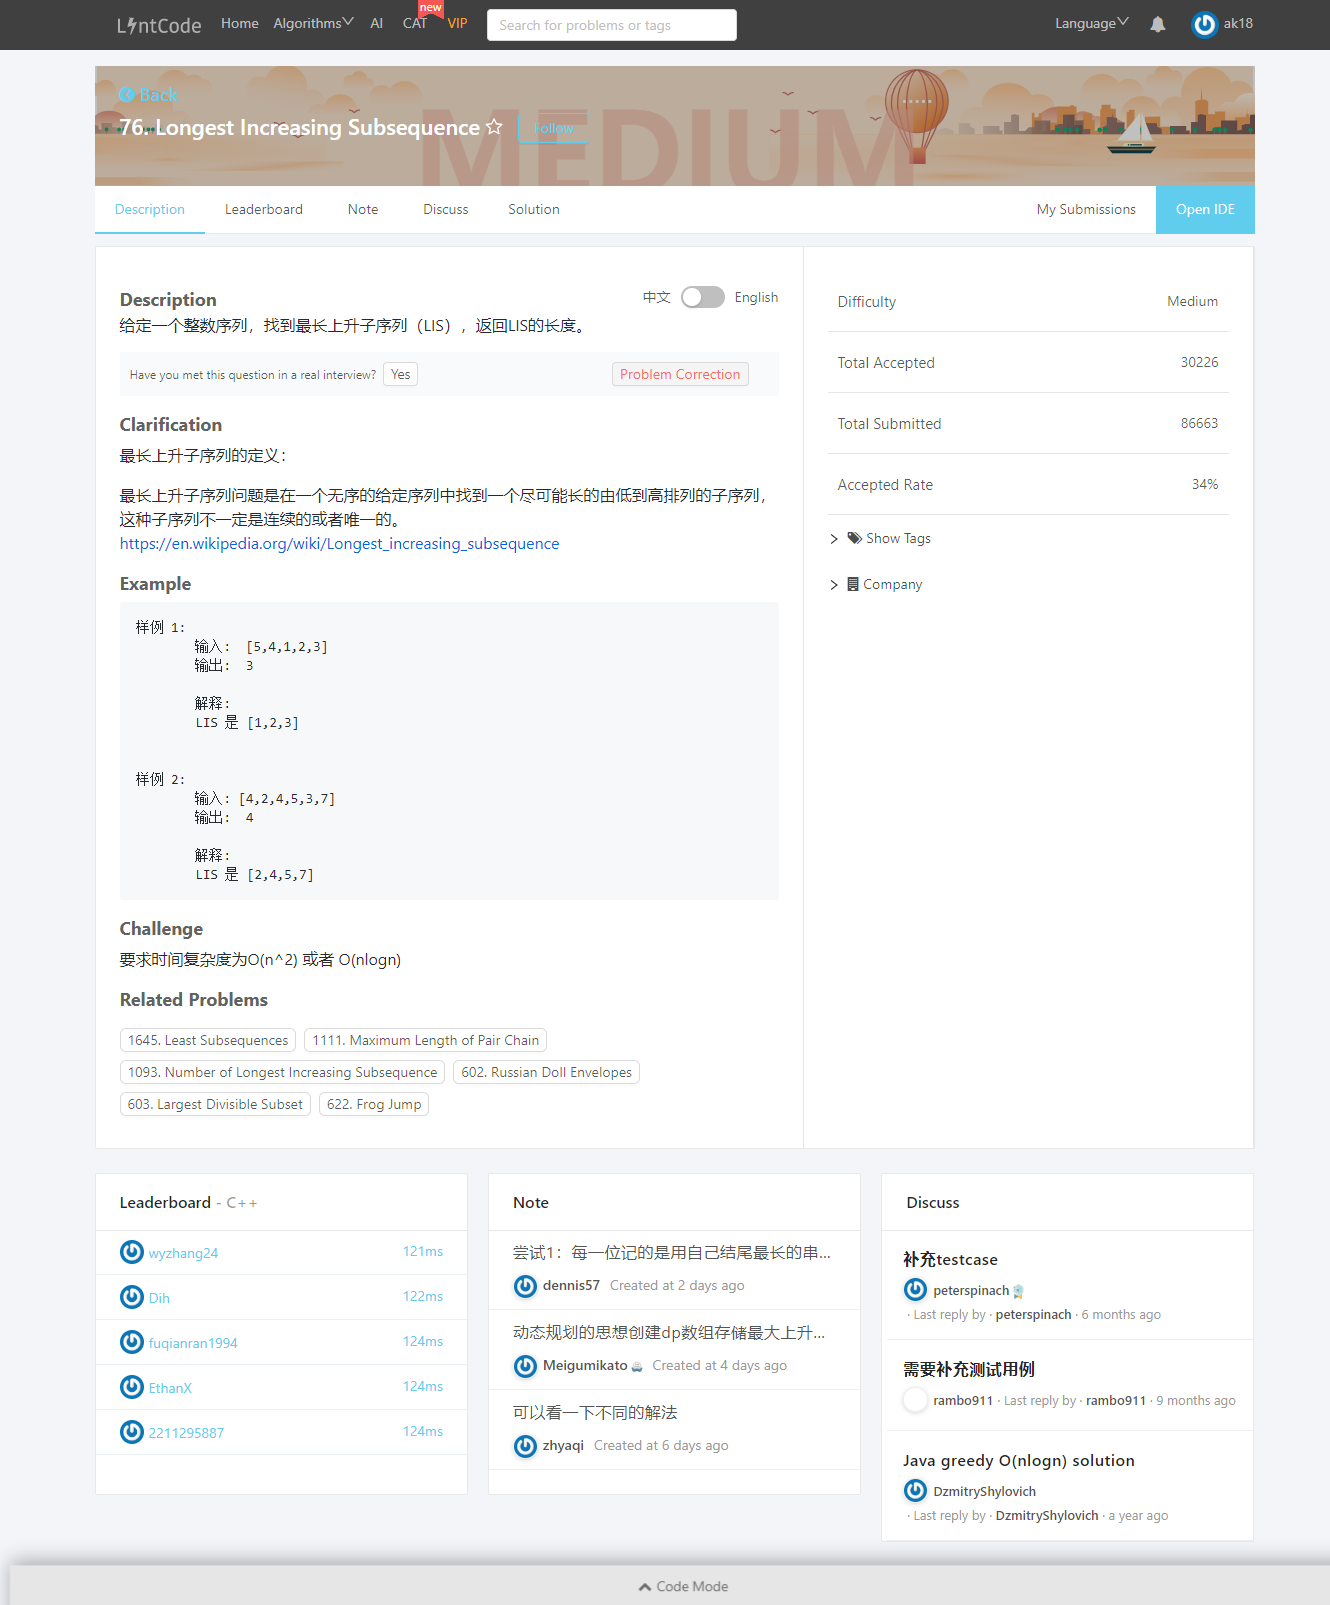 LintCode Home Algorithms AI CAT new VIP Search for problems or tags Language ak18
Back
76. Longest Increasing Subsequence Follow
MEDIUM
Description Leaderboard Note Discuss Solution My Submissions Open IDE
Description 中文 English
给定一个整数序列，找到最长上升子序列（LIS），返回LIS的长度。
Have you met this question in a real interview? Yes Problem Correction
Clarification
最长上升子序列的定义：
最长上升子序列问题是在一个无序的给定序列中找到一个尽可能长的由低到高排列的子序列，
这种子序列不一定是连续的或者唯一的。
https://en.wikipedia.org/wiki/Longest_increasing_subsequence
Example
样例 1:
输入: [5,4,1,2,3]
输出: 3
解释:
LIS 是 [1,2,3]
样例 2:
输入: [4,2,4,5,3,7]
输出: 4
解释:
LIS 是 [2,4,5,7]
Challenge
要求时间复杂度为O(n^2) 或者 O(nlogn)
Related Problems
1645. Least Subsequences 1111. Maximum Length of Pair Chain
1093. Number of Longest Increasing Subsequence 602. Russian Doll Envelopes
603. Largest Divisible Subset 622. Frog Jump
Difficulty Medium
Total Accepted 30226
Total Submitted 86663
Accepted Rate 34%
Show Tags
Company
Leaderboard - C++
wyzhang24 121ms
Dih 122ms
fuqianran1994 124ms
EthanX 124ms
2211295887 124ms
Note
尝试1：每一位记的是用自己结尾最长的串...
dennis57 Created at 2 days ago
动态规划的思想创建dp数组存储最大上升...
Meigumikato Created at 4 days ago
可以看一下不同的解法
zhyaqi Created at 6 days ago
Discuss
补充testcase
peterspinach
· Last reply by · peterspinach · 6 months ago
需要补充测试用例
rambo911 · Last reply by · rambo911 · 9 months ago
Java greedy O(nlogn) solution
DzmitryShylovich
· Last reply by · DzmitryShylovich · a year ago
Code Mode